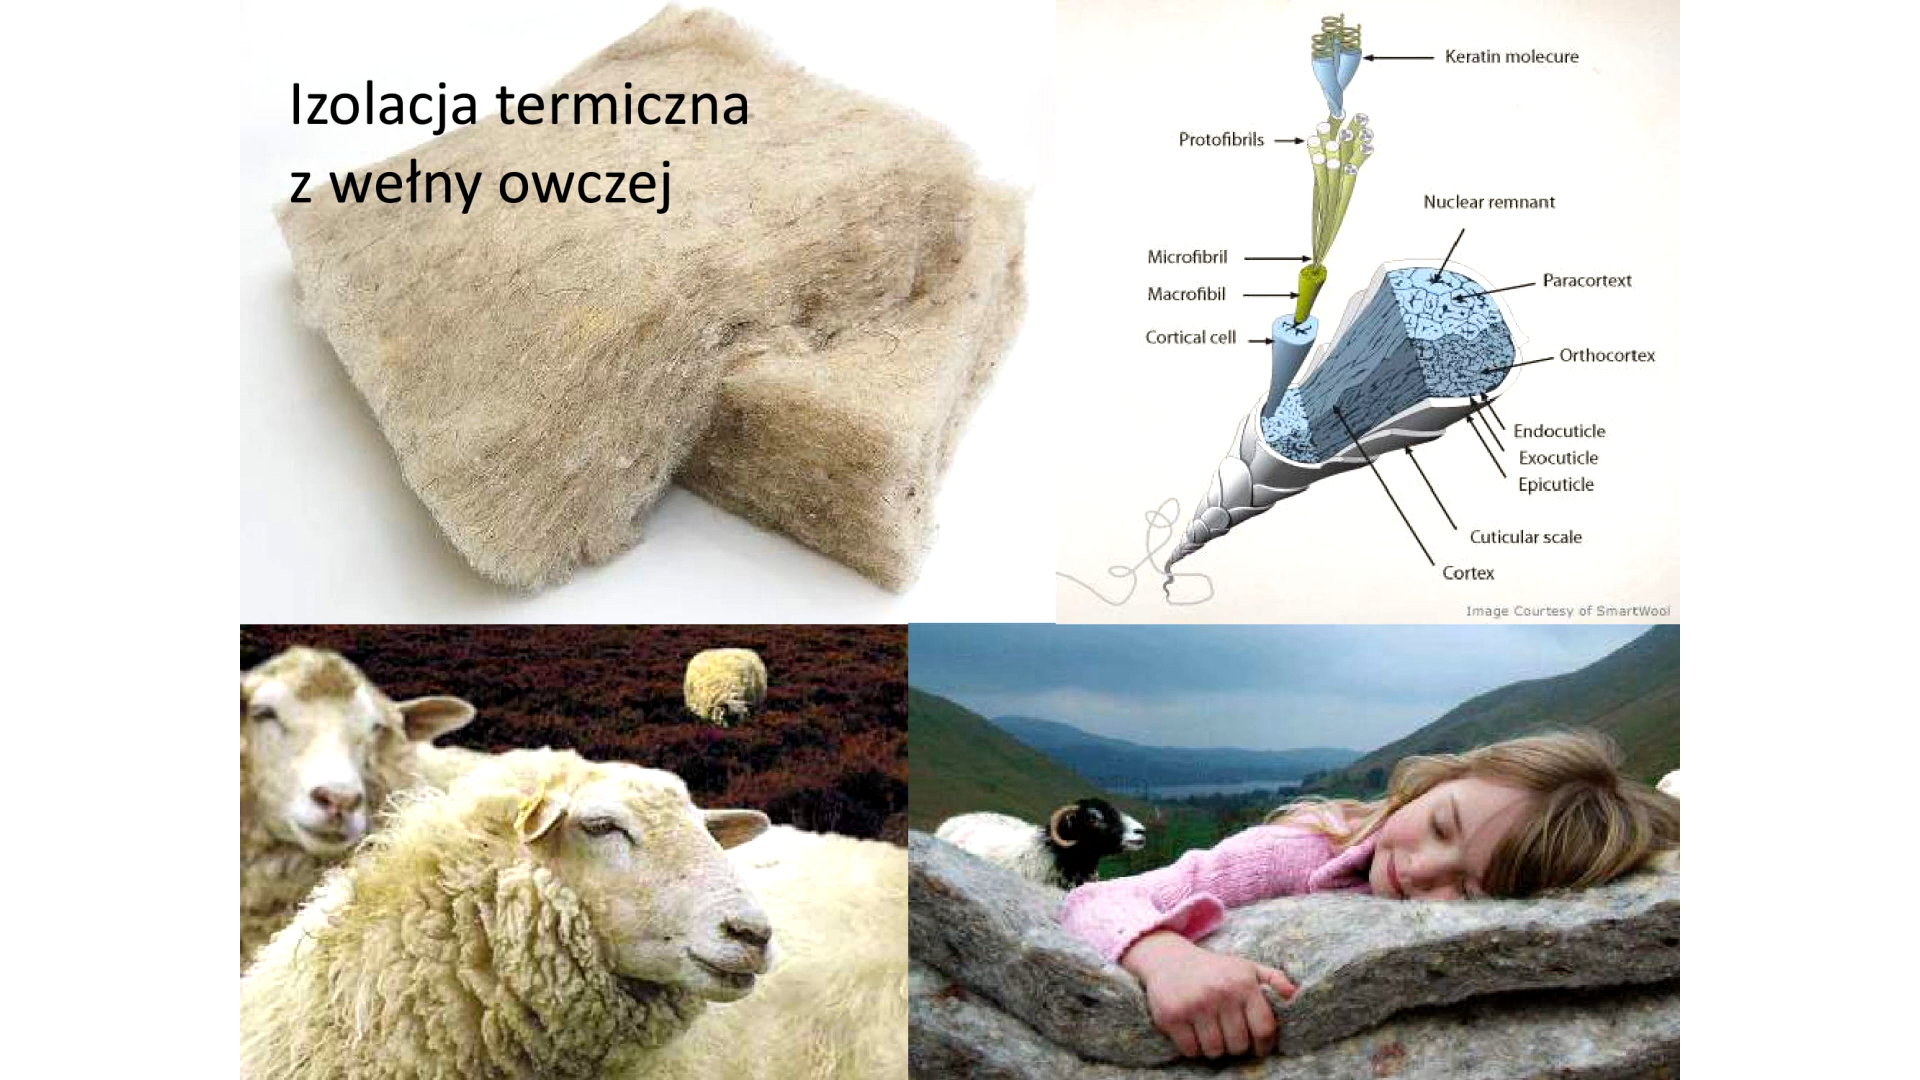 Izolacja termiczna
z wełny owczej
Keratin molecure
Protofibrils
Nuclear remnant
Microfibril
Paracortext
Macrofibil
Cortical cell
Orthocortex
Endocuticle
Exocuticle
Epicuticle
Cuticular scale
Cortex
Image Courtesy of SmartWool